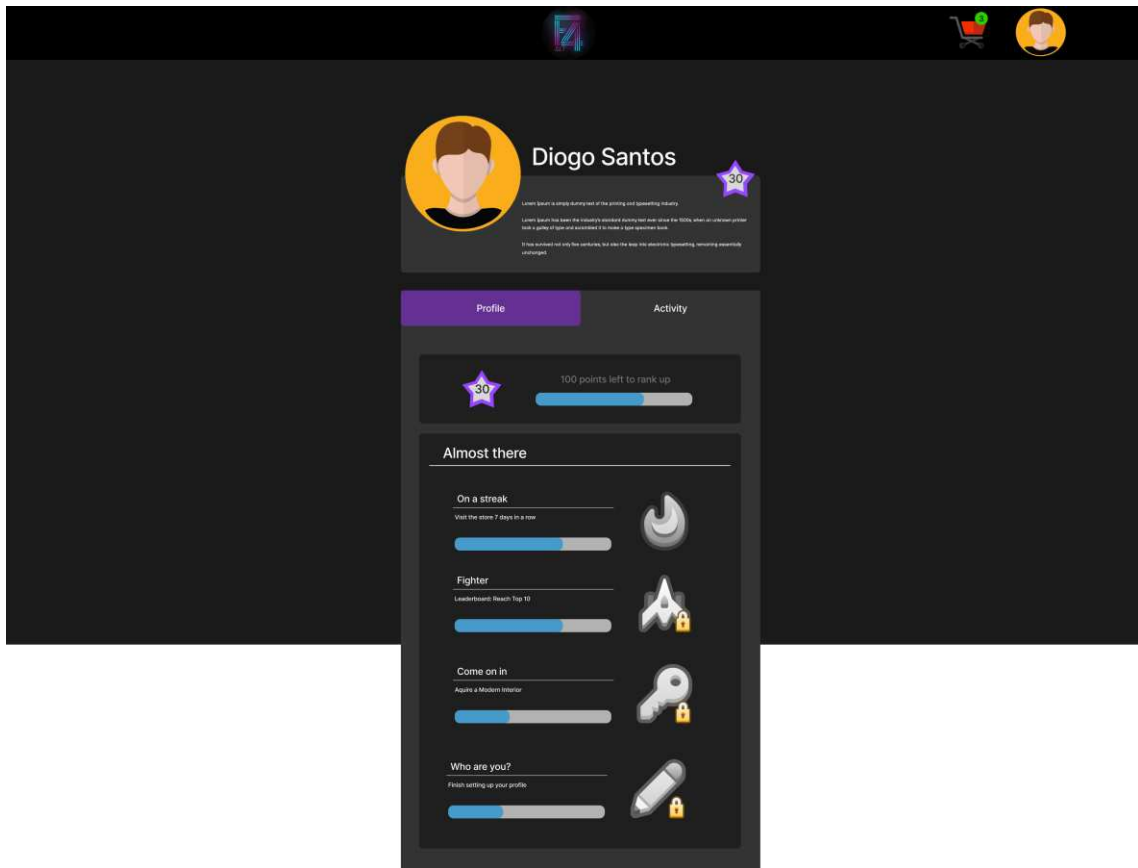 3
Diogo Santos
30
Lorem Ipsum is simply dummy text of the printing and typesetting industry.
Lorem Ipsum has been the industry's standard dummy text ever since the 1500s, when an unknown printer
took a galley of type and scrambled it to make a type specimen book.
It has survived not only five centuries, but also the leap into electronic typesetting, remaining essentially
unchanged.
Profile
Activity
30
100 points left to rank up
Almost there
On a streak
Visit the store 7 days in a row
Fighter
Leaderboard: Reach Top 10
Come on in
Aquire a Modern Interior
Who are you?
Finish setting up your profile